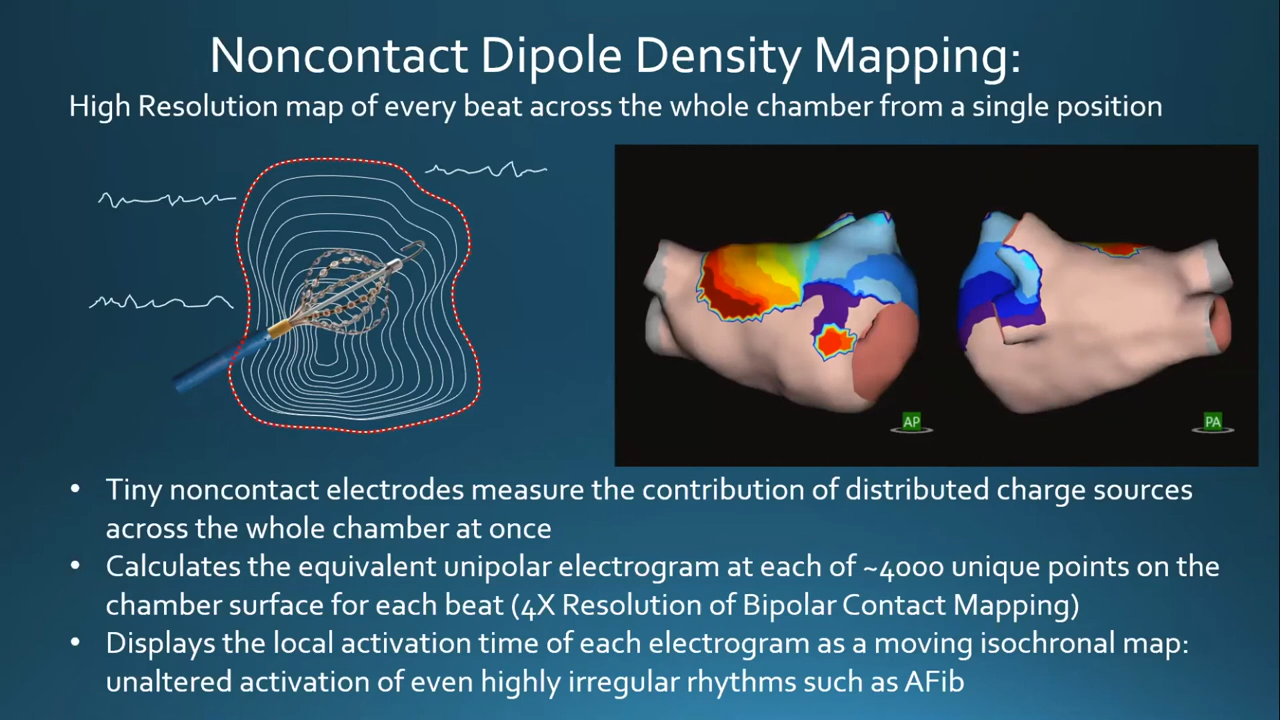 Noncontact Dipole Density Mapping:
High Resolution map of every beat across the whole chamber from a single position
AP
PA
• Tiny noncontact electrodes measure the contribution of distributed charge sources
across the whole chamber at once
• Calculates the equivalent unipolar electrogram at each of ~4000 unique points on the
chamber surface for each beat (4X Resolution of Bipolar Contact Mapping)
• Displays the local activation time of each electrogram as a moving isochronal map:
unaltered activation of even highly irregular rhythms such as AFib